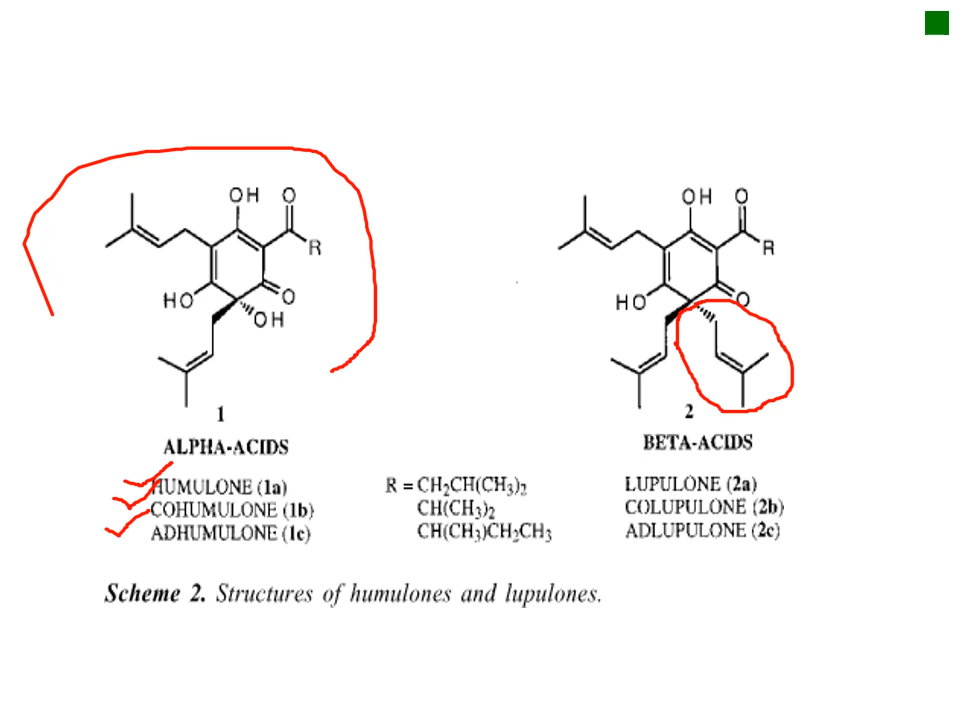 OH O
R
HO O
OH
1
ALPHA-ACIDS
HUMULONE (1a)
COHUMULONE (1b)
ADHUMULONE (1c)
R = CH₂CH(CH₃)₂
CH(CH₃)₂
CH(CH₃)CH₂CH₃
OH O
R
HO O
2
BETA-ACIDS
LUPULONE (2a)
COLUPULONE (2b)
ADLUPULONE (2c)
Scheme 2. Structures of humulones and lupulones.